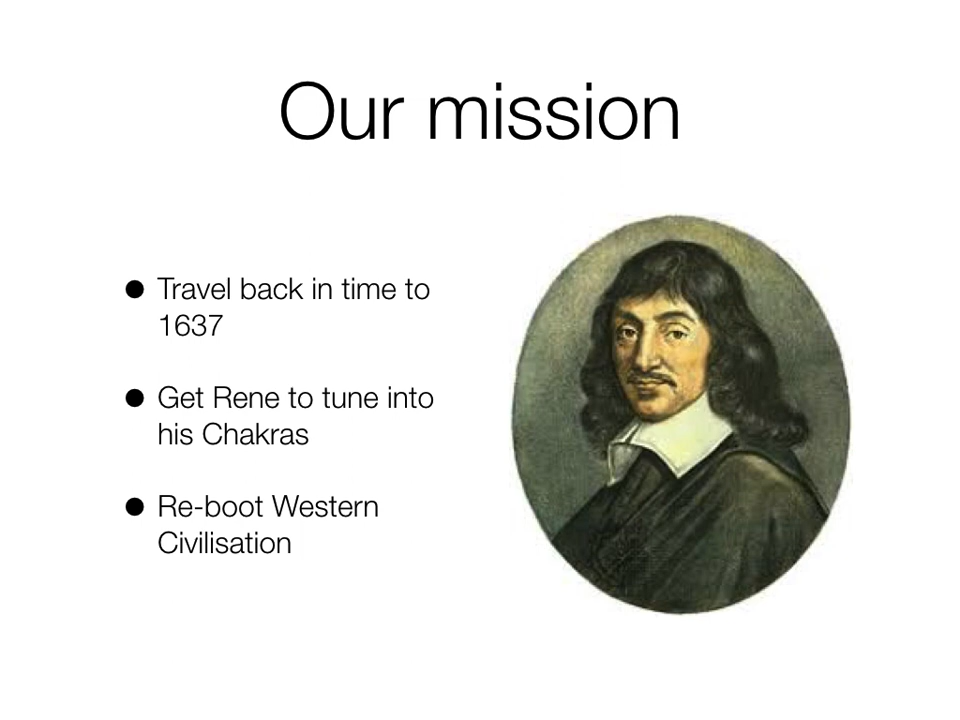 Our mission
• Travel back in time to
1637
• Get Rene to tune into
his Chakras
• Re-boot Western
Civilisation